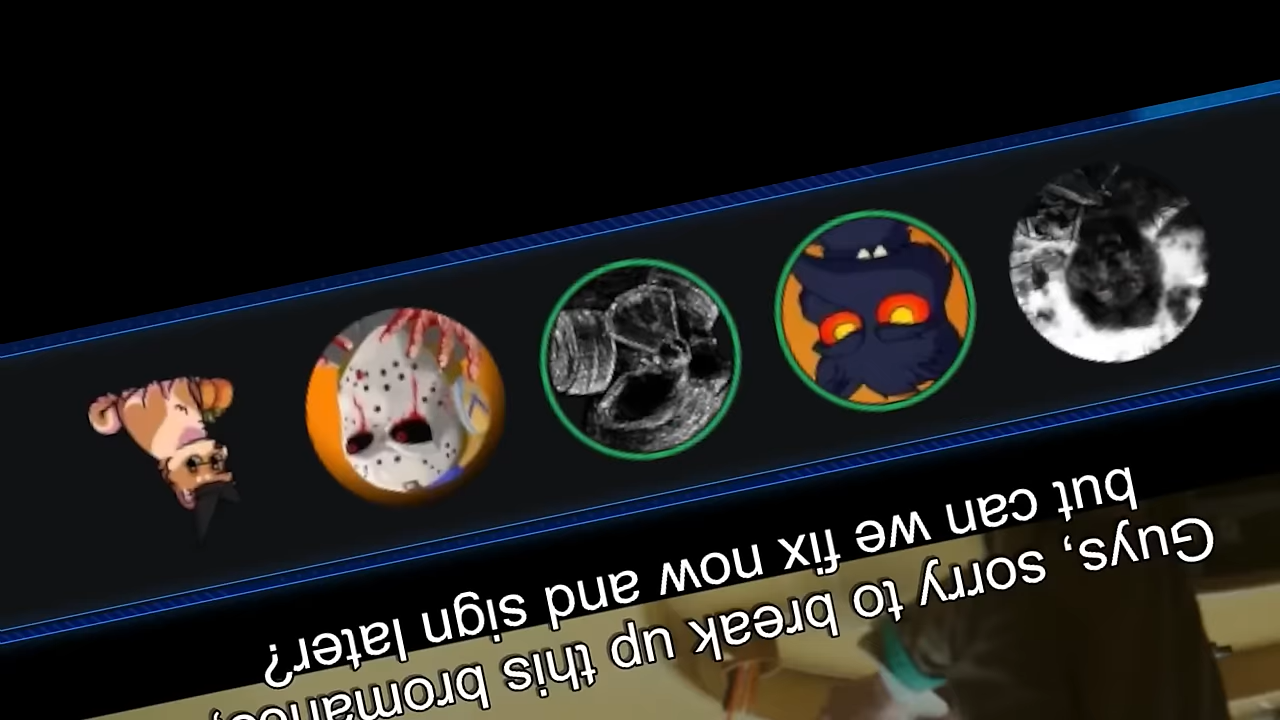 Guys, sorry to break up this bromance,
but can we fix now and sign later?